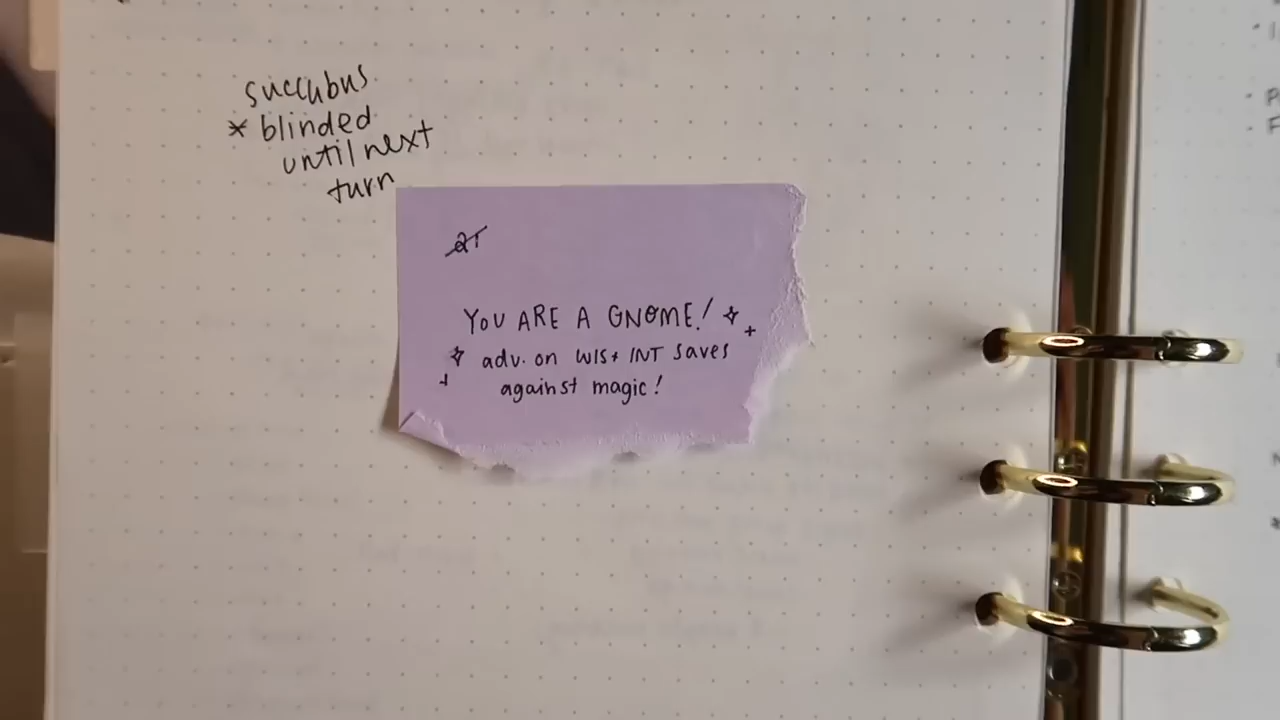 succubus
* blinded
until next
turn
YOU ARE A GNOME!
adv. on WIS + INT saves
against magic!